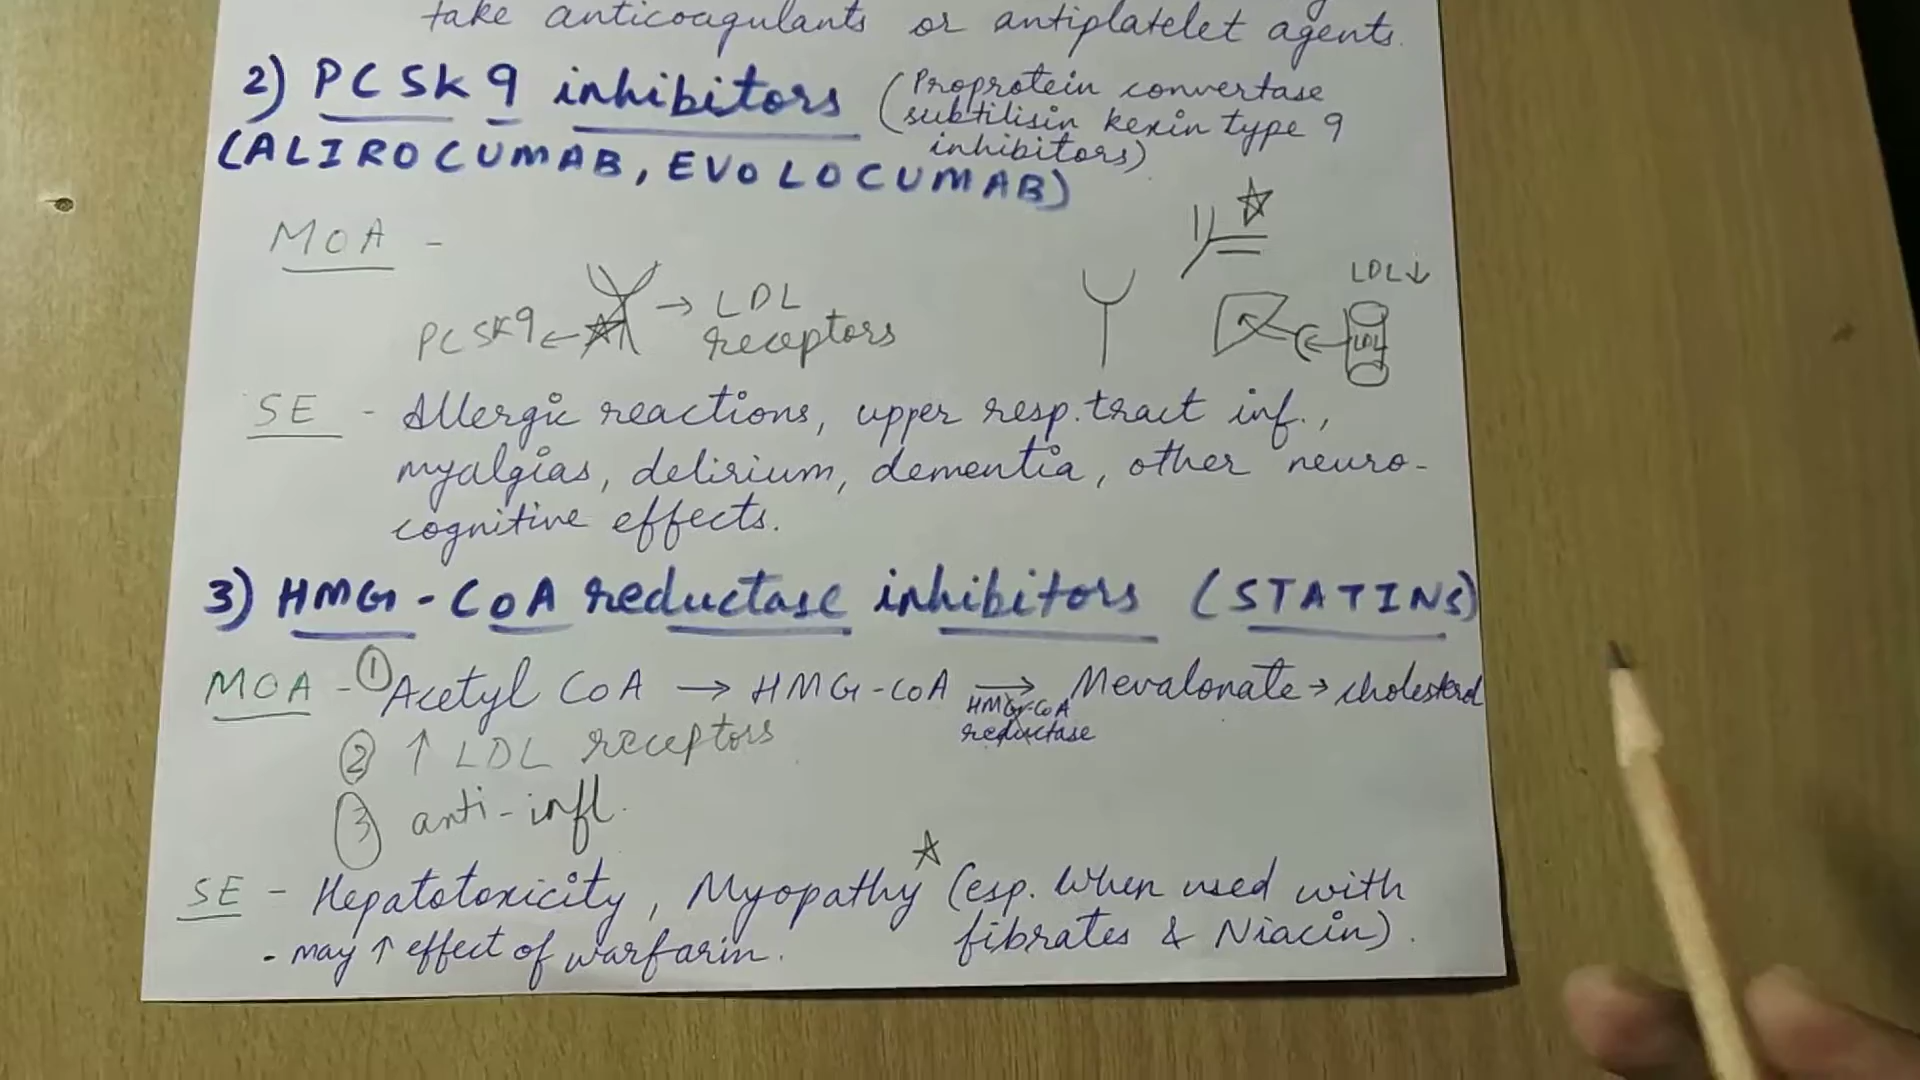 take anticoagulants or antiplatelet agents.
2) PCSK9 inhibitors (Proprotein convertase
subtilisin kexin type 9
inhibitors)
(ALIROCUMAB, EVOLOCUMAB)
MOA -
LDL↓
PCSK9 ← → LDL
receptors
LDL
SE - Allergic reactions, upper resp. tract inf.,
myalgias, delirium, dementia, other neuro-
cognitive effects.
3) HMG-CoA reductase inhibitors (STATINS)
MOA - ① Acetyl CoA → HMG-CoA → Mevalonate → cholesterol
HMG-CoA
reductase
② ↑ LDL receptors
③ anti-infl.
SE - Hepatotoxicity, Myopathy ☆ (esp. when used with
fibrates & Niacin).
- may ↑ effect of warfarin.